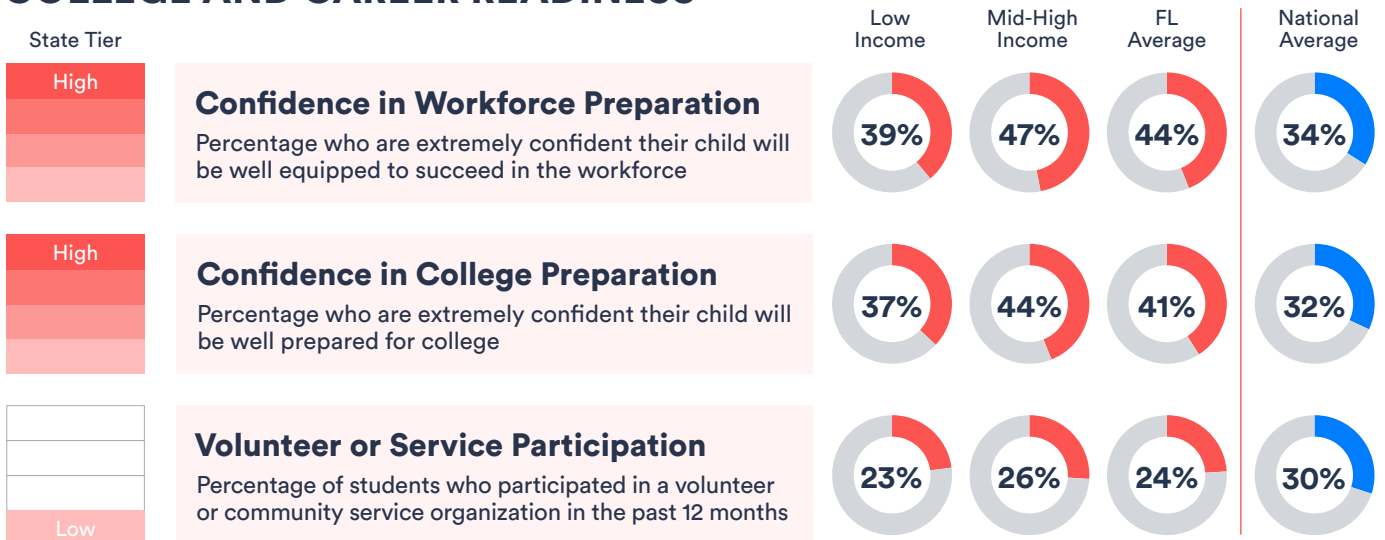 COLLEGE AND CAREER READINESS
State Tier
Low
Income
Mid-High
Income
FL
Average
National
Average
High
Confidence in Workforce Preparation
Percentage who are extremely confident their child will
be well equipped to succeed in the workforce
39%
47%
44%
34%
High
Confidence in College Preparation
Percentage who are extremely confident their child will
be well prepared for college
37%
44%
41%
32%
Volunteer or Service Participation
Percentage of students who participated in a volunteer
or community service organization in the past 12 months
23%
26%
24%
30%
Low